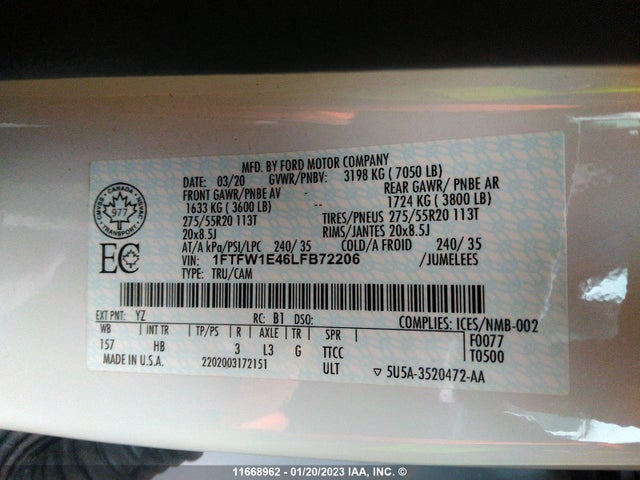 MFD. BY FORD MOTOR COMPANY
DATE: 03/20 GVWR/PNBV: 3198 KG ( 7050 LB)
FRONT GAWR/PNBE AV - REAR GAWR/ PNBE AR
1633 KG ( 3600 LB) -- 1724 KG ( 3800 LB)
275/55R20 113T TIRES/PNEUS 275/55R20 113T
20x8.5J RIMS/JANTES 20x8.5J
AT/A kPa/PSI/LPC 240/ 35 COLD/A FROID 240/ 35
VIN: 1FTFW1E46LFB72206 /JUMELEES
TYPE: TRU/CAM
CANADA
977
TRANSPORT
EC
EXT PNT: YZ RC: B1 DSO: COMPLIES: ICES/NMB-002
WB INT TR TP/PS R AXLE TR SPR F0077
157 HB 3 L3 G TTCC T0500
MADE IN U.S.A. 2202003172151 ULT ▽ 5U5A-3520472-AA
11668962 - 01/20/2023 IAA, INC. ©